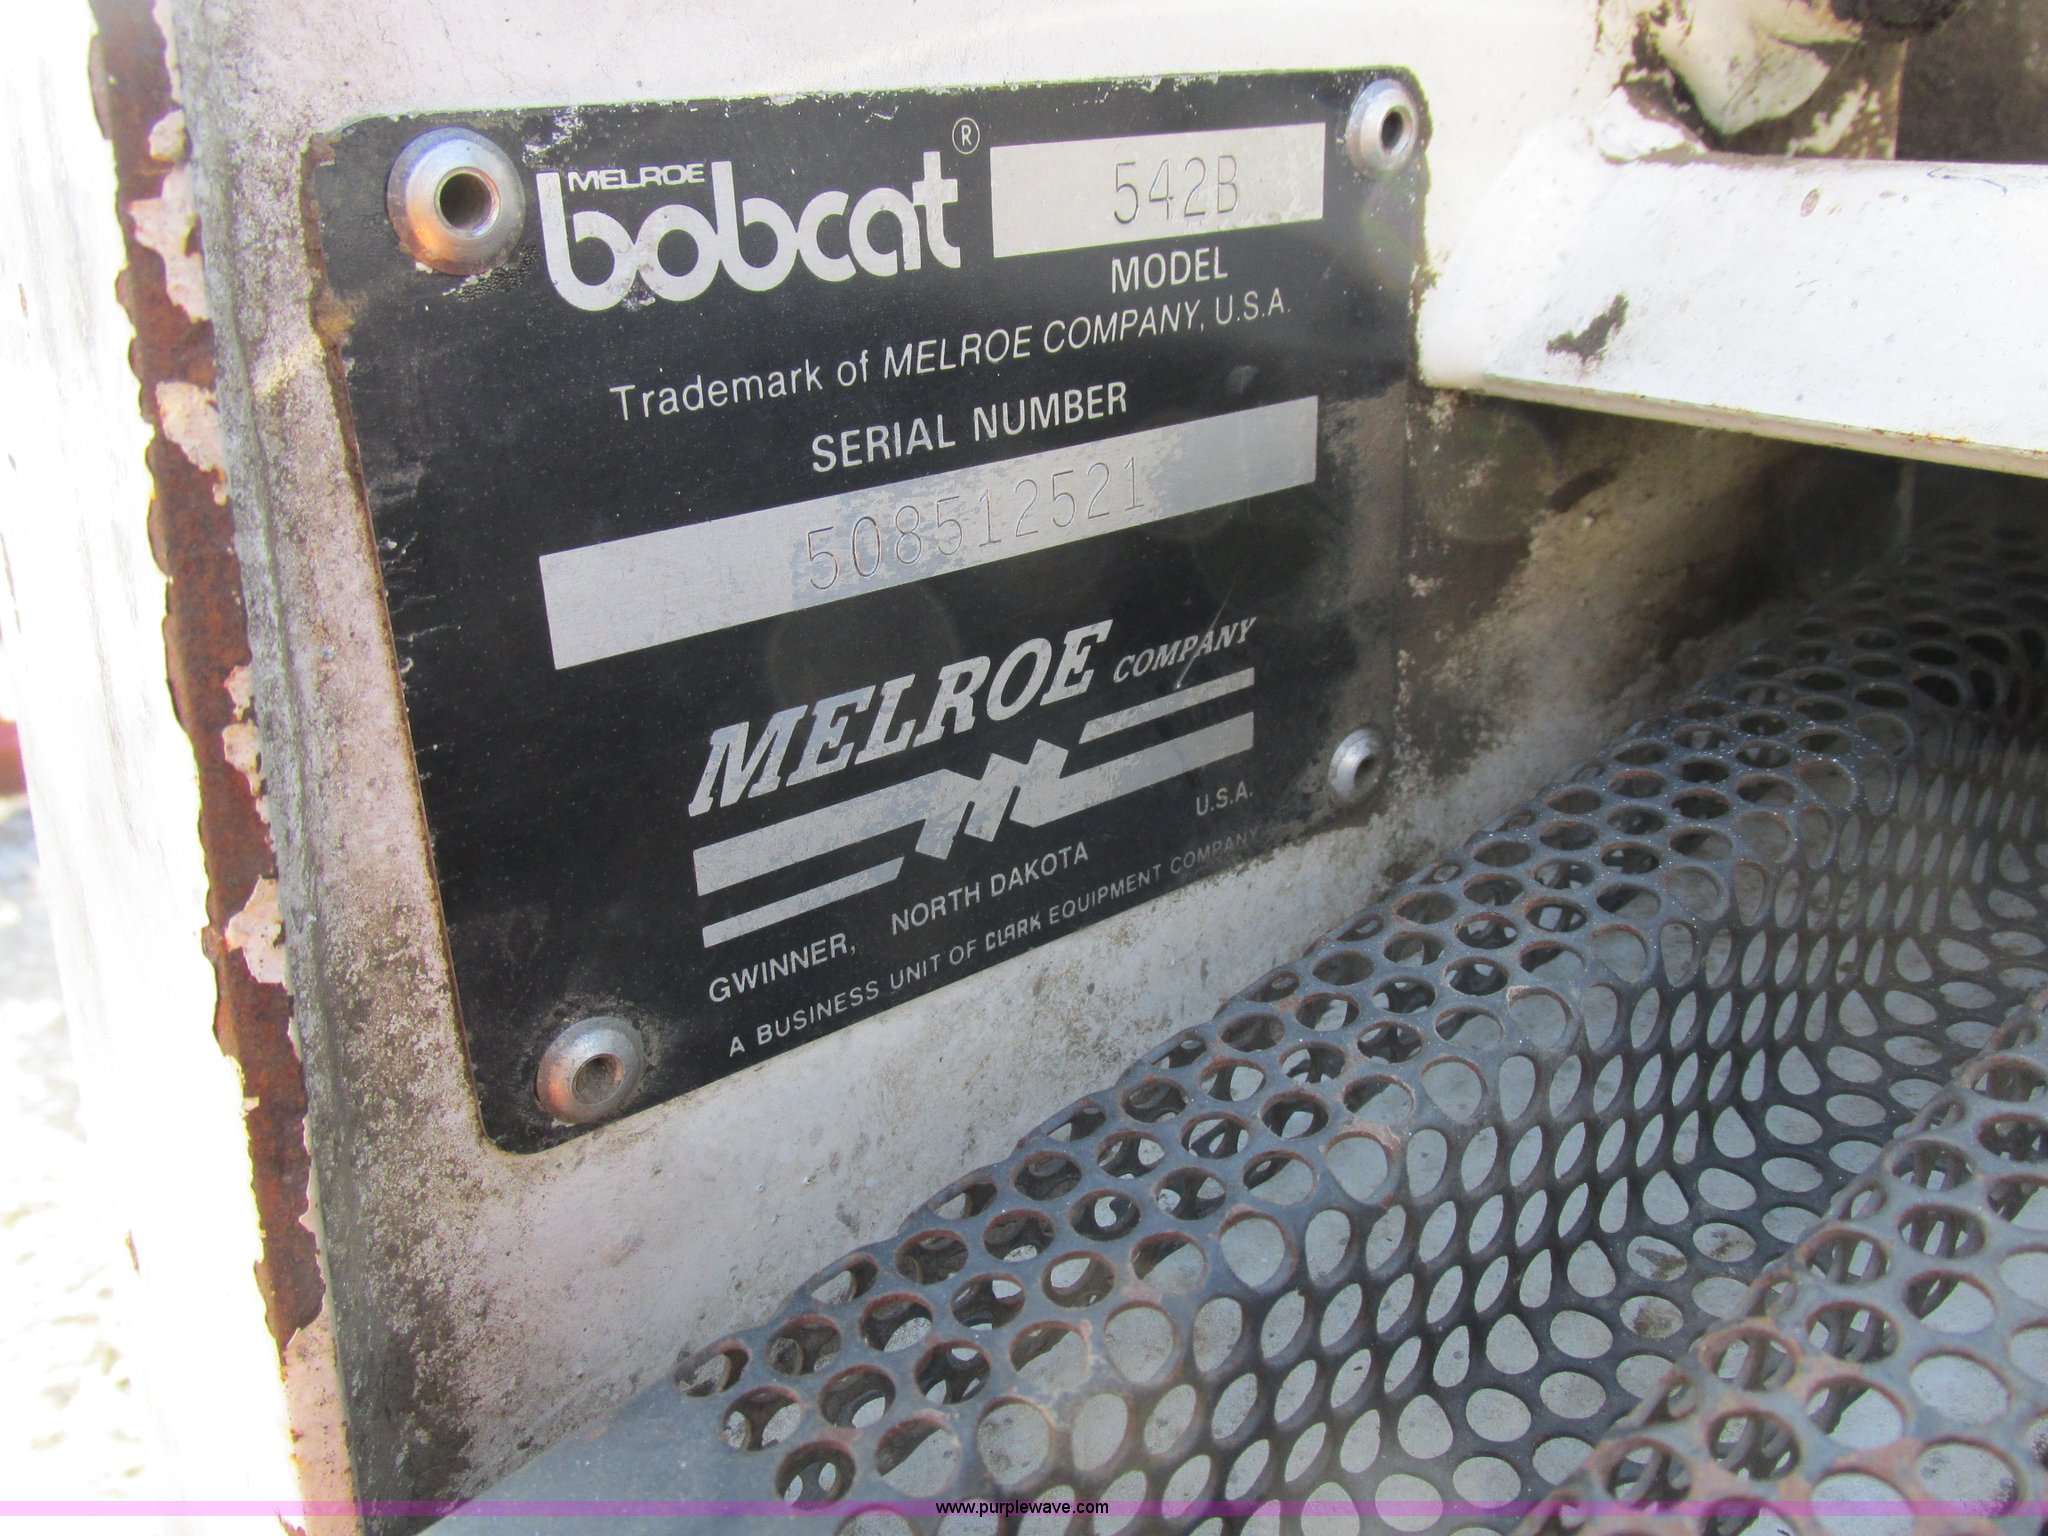 MELROE
bobcat®
542B
MODEL
Trademark of MELROE COMPANY, U.S.A.
SERIAL NUMBER
508512521
MELROE COMPANY
GWINNER, NORTH DAKOTA U.S.A.
A BUSINESS UNIT OF CLARK EQUIPMENT COMPANY
www.purplewave.com